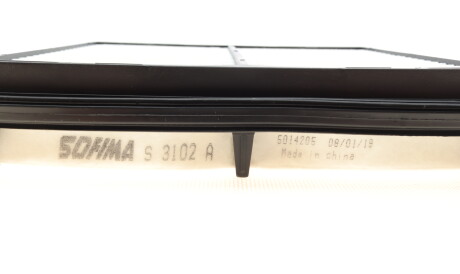 SOFIMA S 3102 A
5014205 09/01/19
Made in china